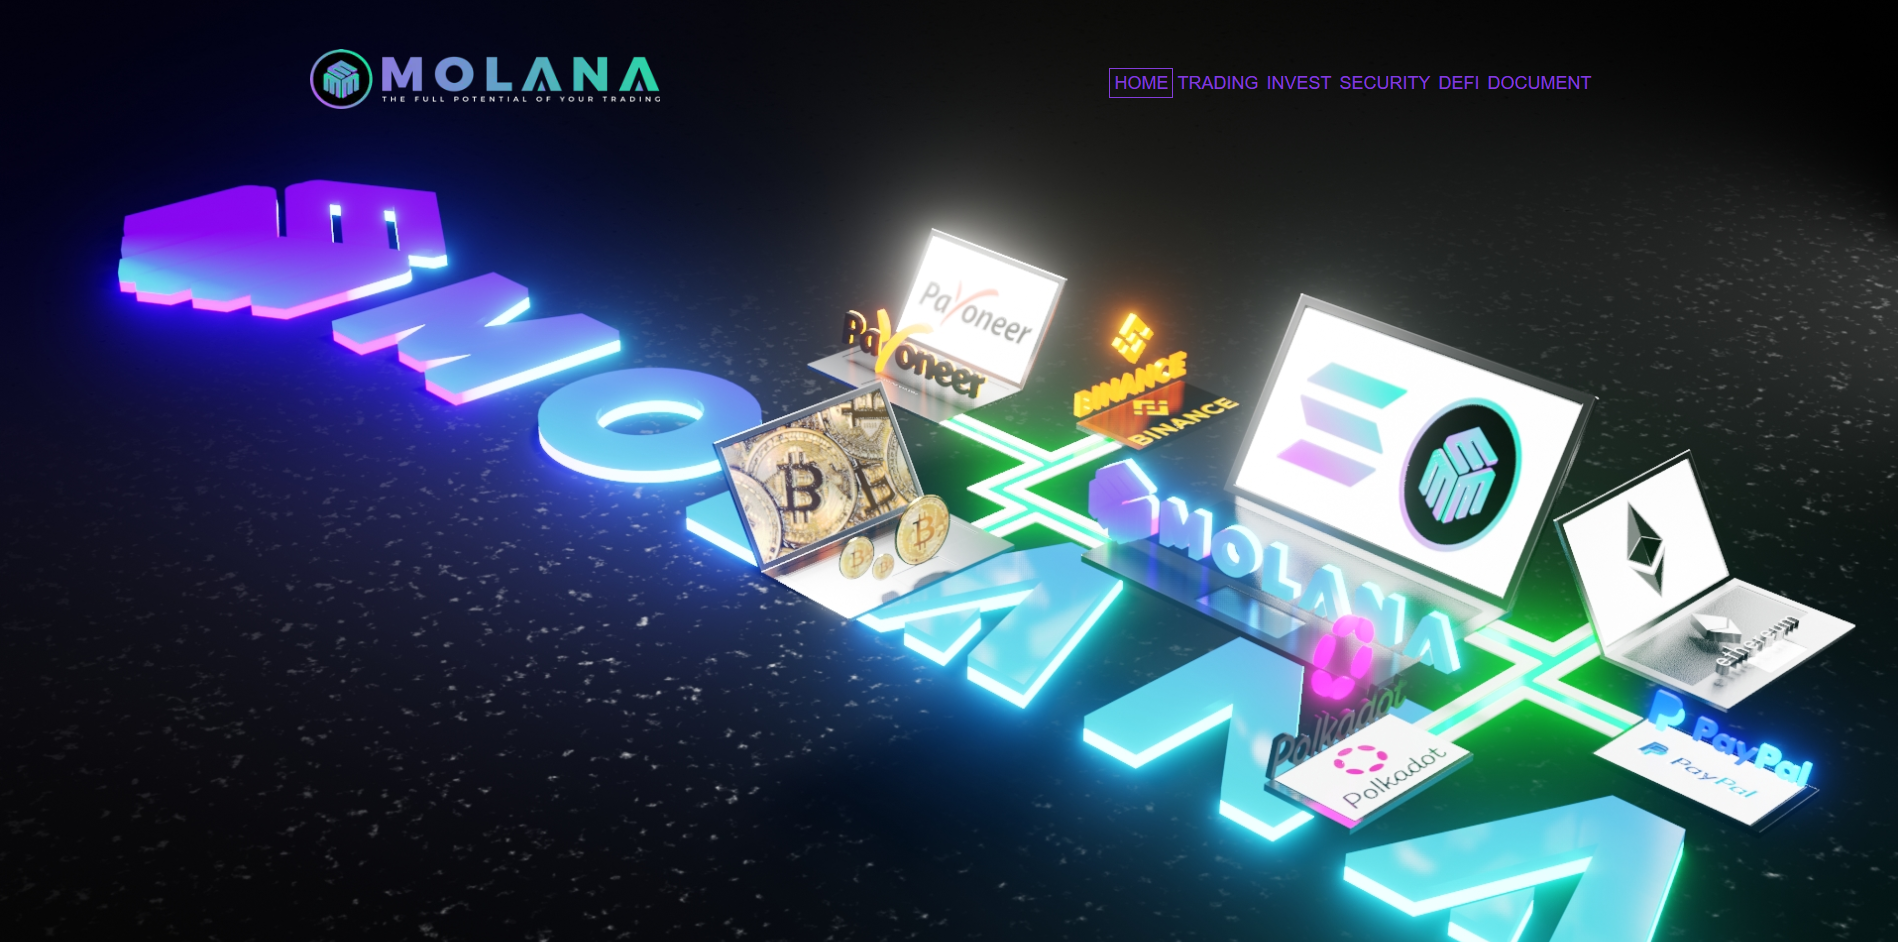 MOLANA
THE FULL POTENTIAL OF YOUR TRADING
HOME TRADING INVEST SECURITY DEFI DOCUMENT
Payoneer
Payoneer
BINANCE
BINANCE
MOLANA
ethereum
Polkadot
Polkadot
PayPal
PayPal
MOLANA